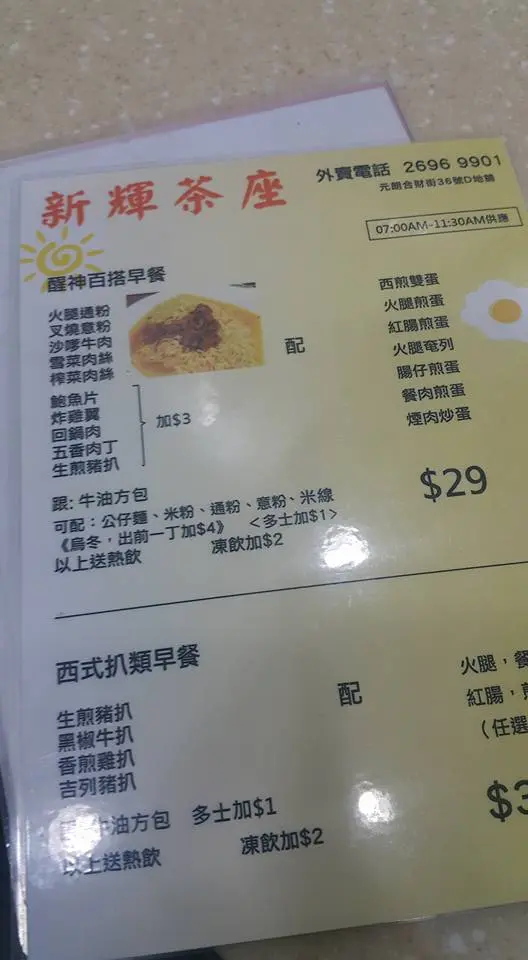 新輝茶座
外賣電話 2696 9901
元朗合財街36號D地舖
07:00AM-11:30AM供應
醒神百搭早餐
火腿通粉
叉燒意粉
沙嗲牛肉
雪菜肉絲
榨菜肉絲
鮑魚片
炸雞翼
回鍋肉
五香肉丁
生煎豬扒
加$3
配
西煎雙蛋
火腿煎蛋
紅腸煎蛋
火腿奄列
腸仔煎蛋
餐肉煎蛋
煙肉炒蛋
$29
跟: 牛油方包
可配：公仔麵、米粉、通粉、意粉、米線
《烏冬，出前一丁加$4》 <多士加$1>
以上送熱飲 凍飲加$2
西式扒類早餐
生煎豬扒
黑椒牛扒
香煎雞扒
吉列豬扒
配
火腿，餐
紅腸，
（任選
$3
牛油方包 多士加$1
以上送熱飲 凍飲加$2